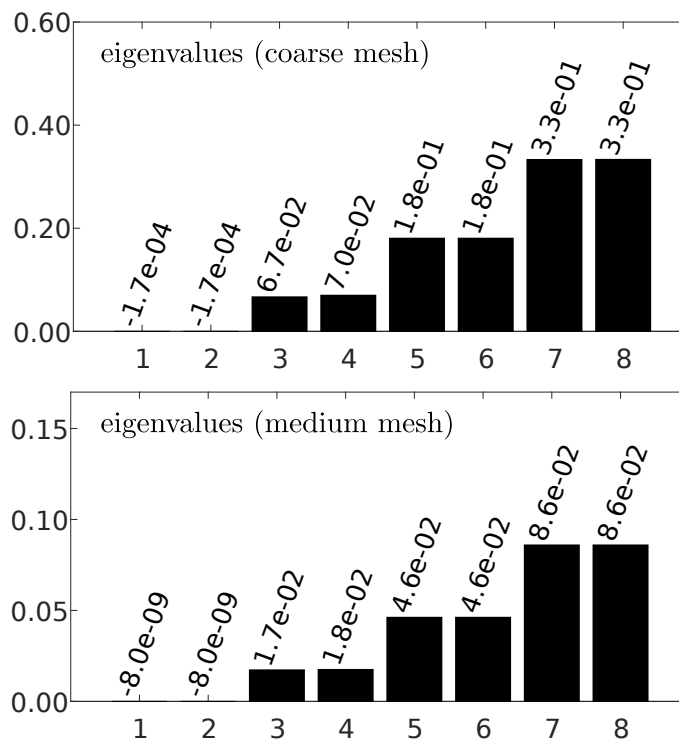 eigenvalues (coarse mesh)
0.60
0.40
0.20
0.00
-1.7e-04
-1.7e-04
6.7e-02
7.0e-02
1.8e-01
1.8e-01
3.3e-01
3.3e-01
1 2 3 4 5 6 7 8
eigenvalues (medium mesh)
0.15
0.10
0.05
0.00
-8.0e-09
-8.0e-09
1.7e-02
1.8e-02
4.6e-02
4.6e-02
8.6e-02
8.6e-02
1 2 3 4 5 6 7 8